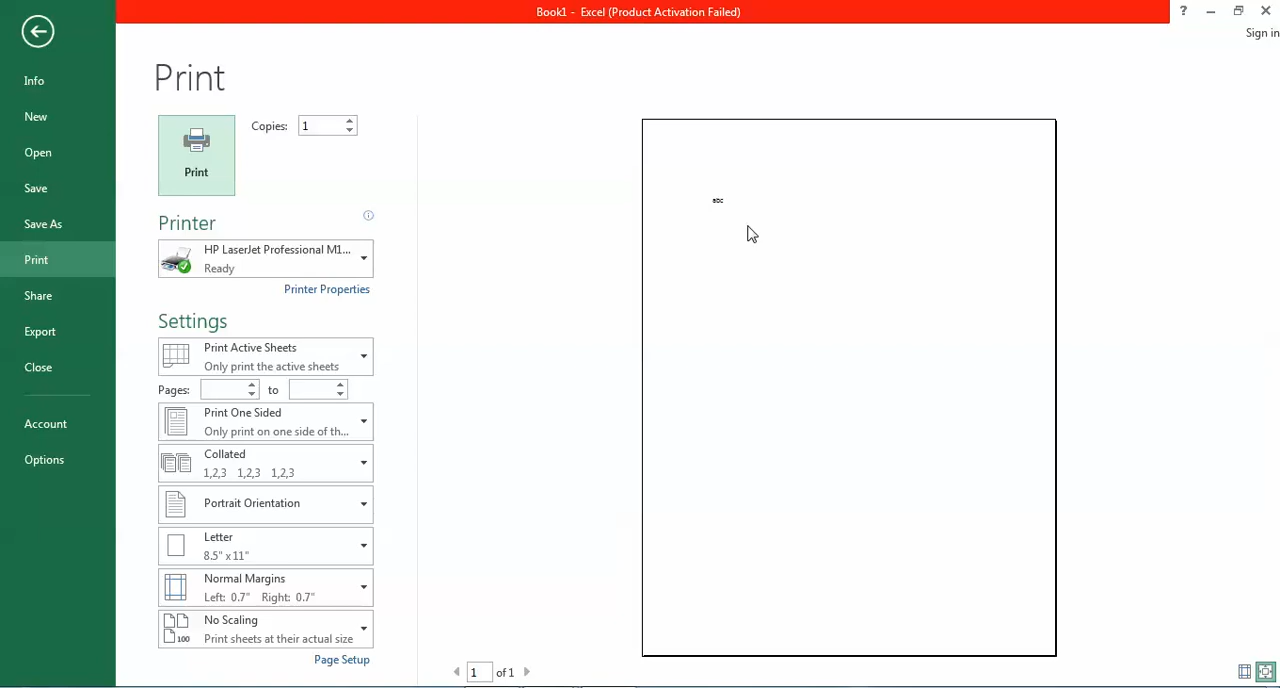 Book1 - Excel (Product Activation Failed)
?
Sign in
Info
New
Open
Save
Save As
Print
Share
Export
Close
Account
Options
Print
Print
Copies: 1
Printer
HP LaserJet Professional M1...
Ready
Printer Properties
Settings
Print Active Sheets
Only print the active sheets
Pages: to
Print One Sided
Only print on one side of th...
Collated
1,2,3 1,2,3 1,2,3
Portrait Orientation
Letter
8.5" x 11"
Normal Margins
Left: 0.7" Right: 0.7"
No Scaling
100
Print sheets at their actual size
Page Setup
abc
1 of 1